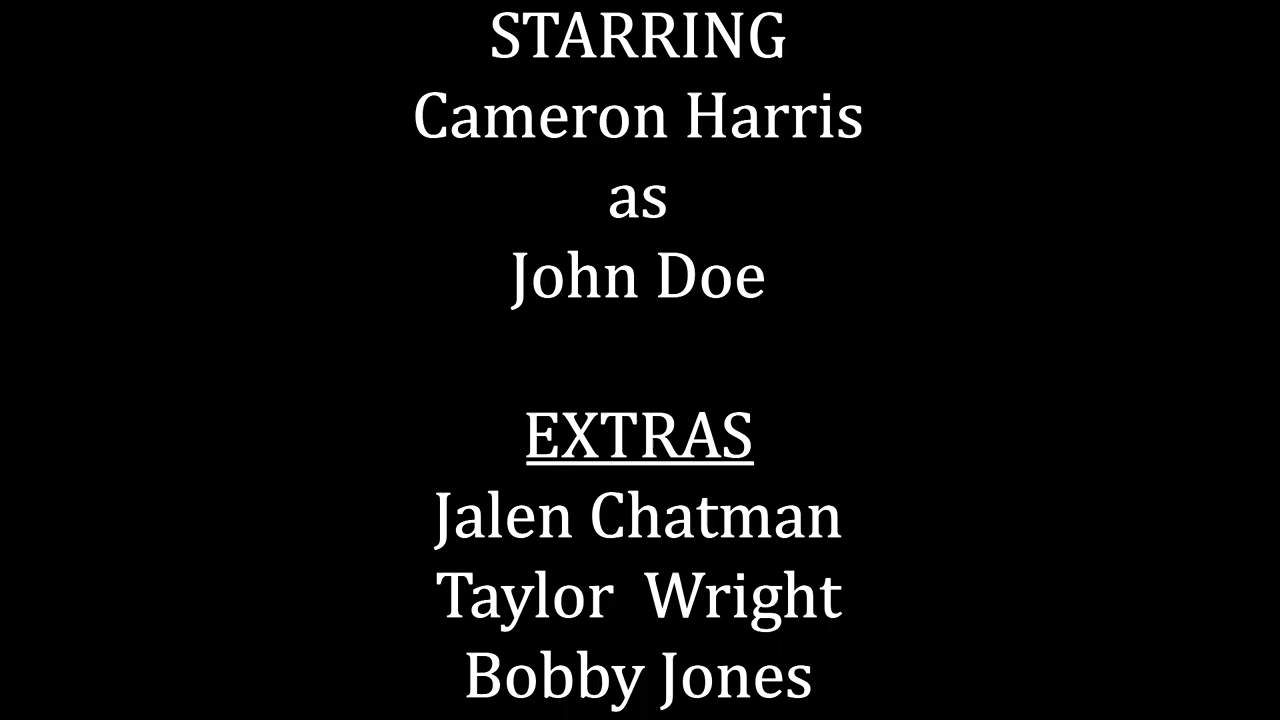 STARRING
Cameron Harris
as
John Doe
EXTRAS
Jalen Chatman
Taylor  Wright
Bobby Jones